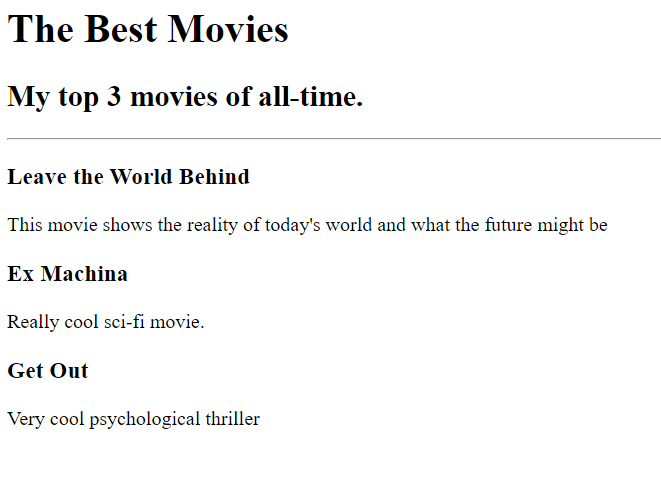 The Best Movies
My top 3 movies of all-time.
Leave the World Behind
This movie shows the reality of today's world and what the future might be
Ex Machina
Really cool sci-fi movie.
Get Out
Very cool psychological thriller